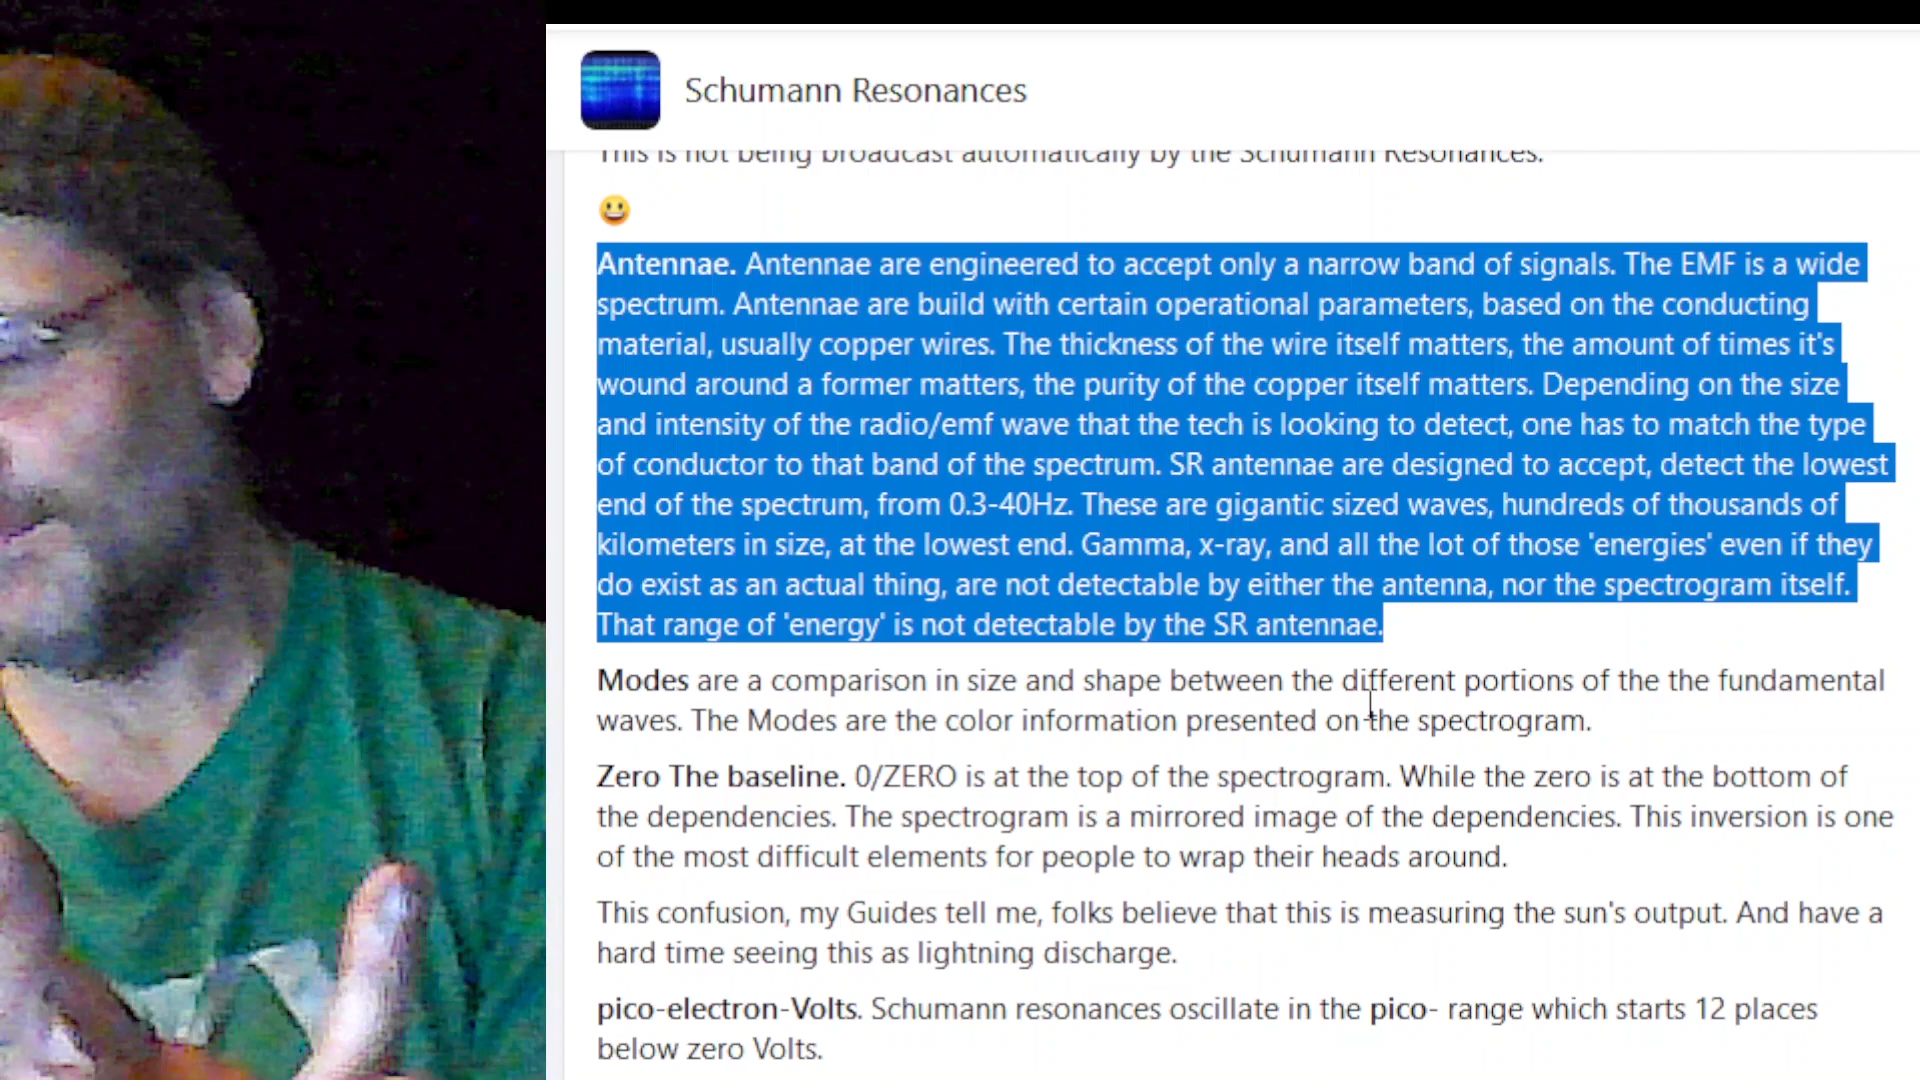 Schumann Resonances
This is not being broadcast automatically by the Schumann Resonances.
Antennae. Antennae are engineered to accept only a narrow band of signals. The EMF is a wide
spectrum. Antennae are build with certain operational parameters, based on the conducting
material, usually copper wires. The thickness of the wire itself matters, the amount of times it's
wound around a former matters, the purity of the copper itself matters. Depending on the size
and intensity of the radio/emf wave that the tech is looking to detect, one has to match the type
of conductor to that band of the spectrum. SR antennae are designed to accept, detect the lowest
end of the spectrum, from 0.3-40Hz. These are gigantic sized waves, hundreds of thousands of
kilometers in size, at the lowest end. Gamma, x-ray, and all the lot of those 'energies' even if they
do exist as an actual thing, are not detectable by either the antenna, nor the spectrogram itself.
That range of 'energy' is not detectable by the SR antennae.
Modes are a comparison in size and shape between the different portions of the the fundamental
waves. The Modes are the color information presented on the spectrogram.
Zero The baseline. 0/ZERO is at the top of the spectrogram. While the zero is at the bottom of
the dependencies. The spectrogram is a mirrored image of the dependencies. This inversion is one
of the most difficult elements for people to wrap their heads around.
This confusion, my Guides tell me, folks believe that this is measuring the sun's output. And have a
hard time seeing this as lightning discharge.
pico-electron-Volts. Schumann resonances oscillate in the pico- range which starts 12 places
below zero Volts.